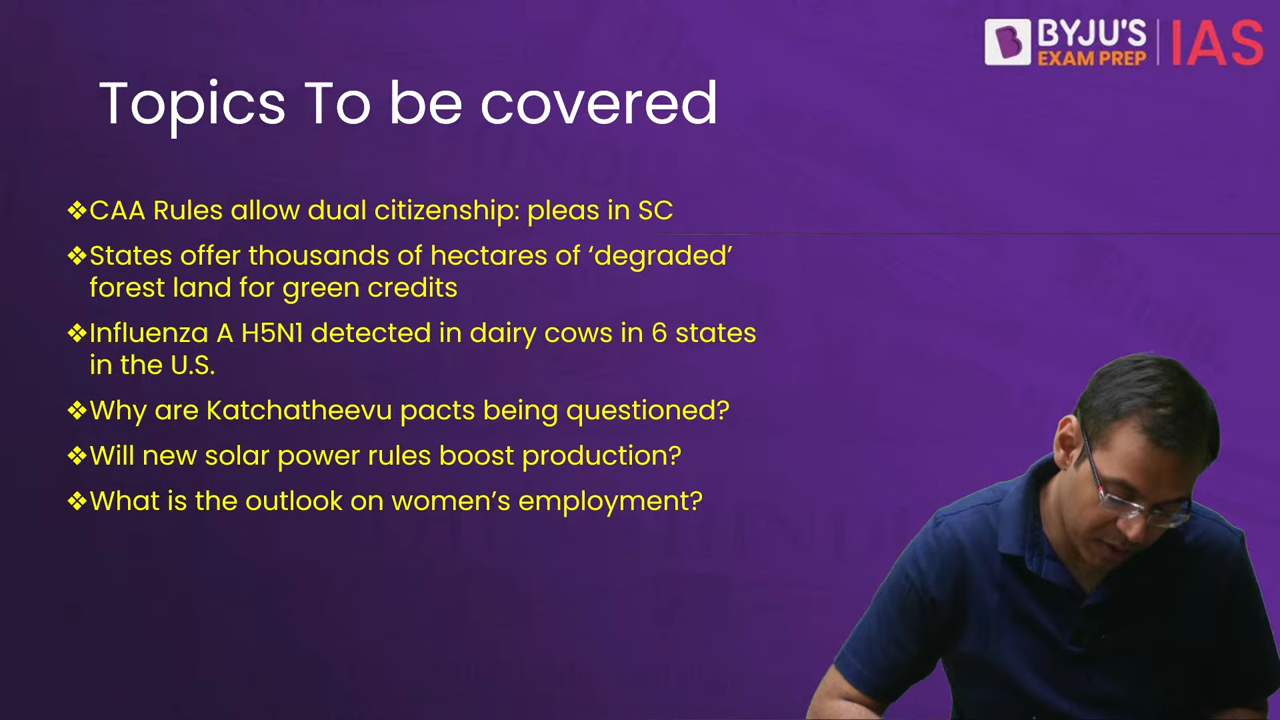 BYJU'S
EXAM PREP
IAS
Topics To be covered
❖CAA Rules allow dual citizenship: pleas in SC
❖States offer thousands of hectares of ‘degraded’
forest land for green credits
❖Influenza A H5N1 detected in dairy cows in 6 states
in the U.S.
❖Why are Katchatheevu pacts being questioned?
❖Will new solar power rules boost production?
❖What is the outlook on women’s employment?